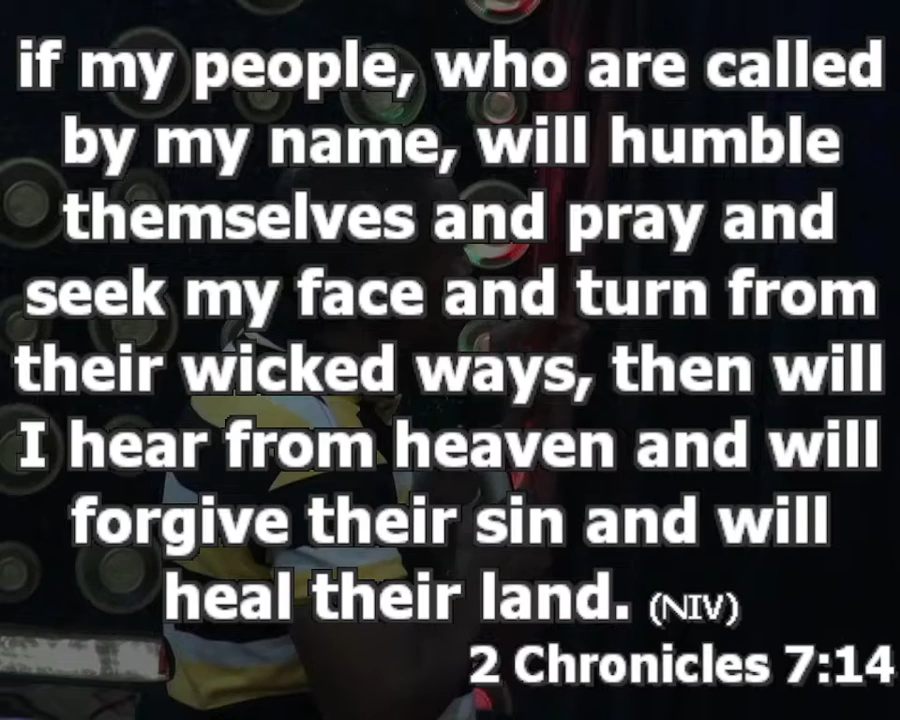 if my people, who are called
by my name, will humble
themselves and pray and
seek my face and turn from
their wicked ways, then will
I hear from heaven and will
forgive their sin and will
heal their land. (NIV)
2 Chronicles 7:14